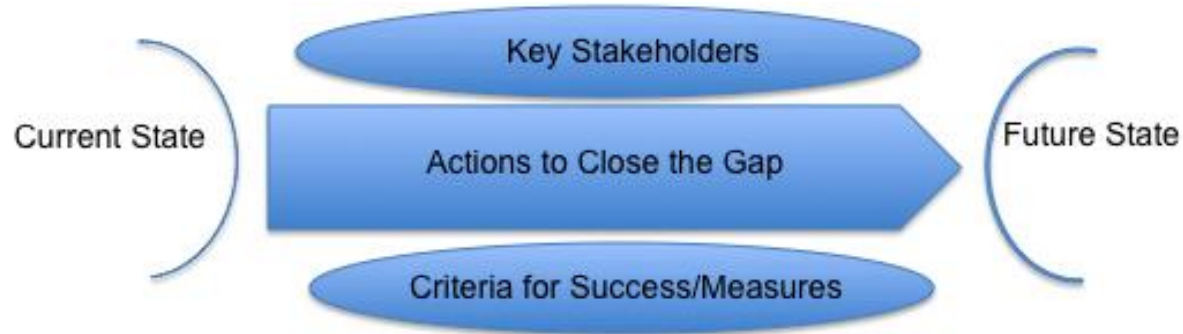 Key Stakeholders
Current State
Actions to Close the Gap
Future State
Criteria for Success/Measures